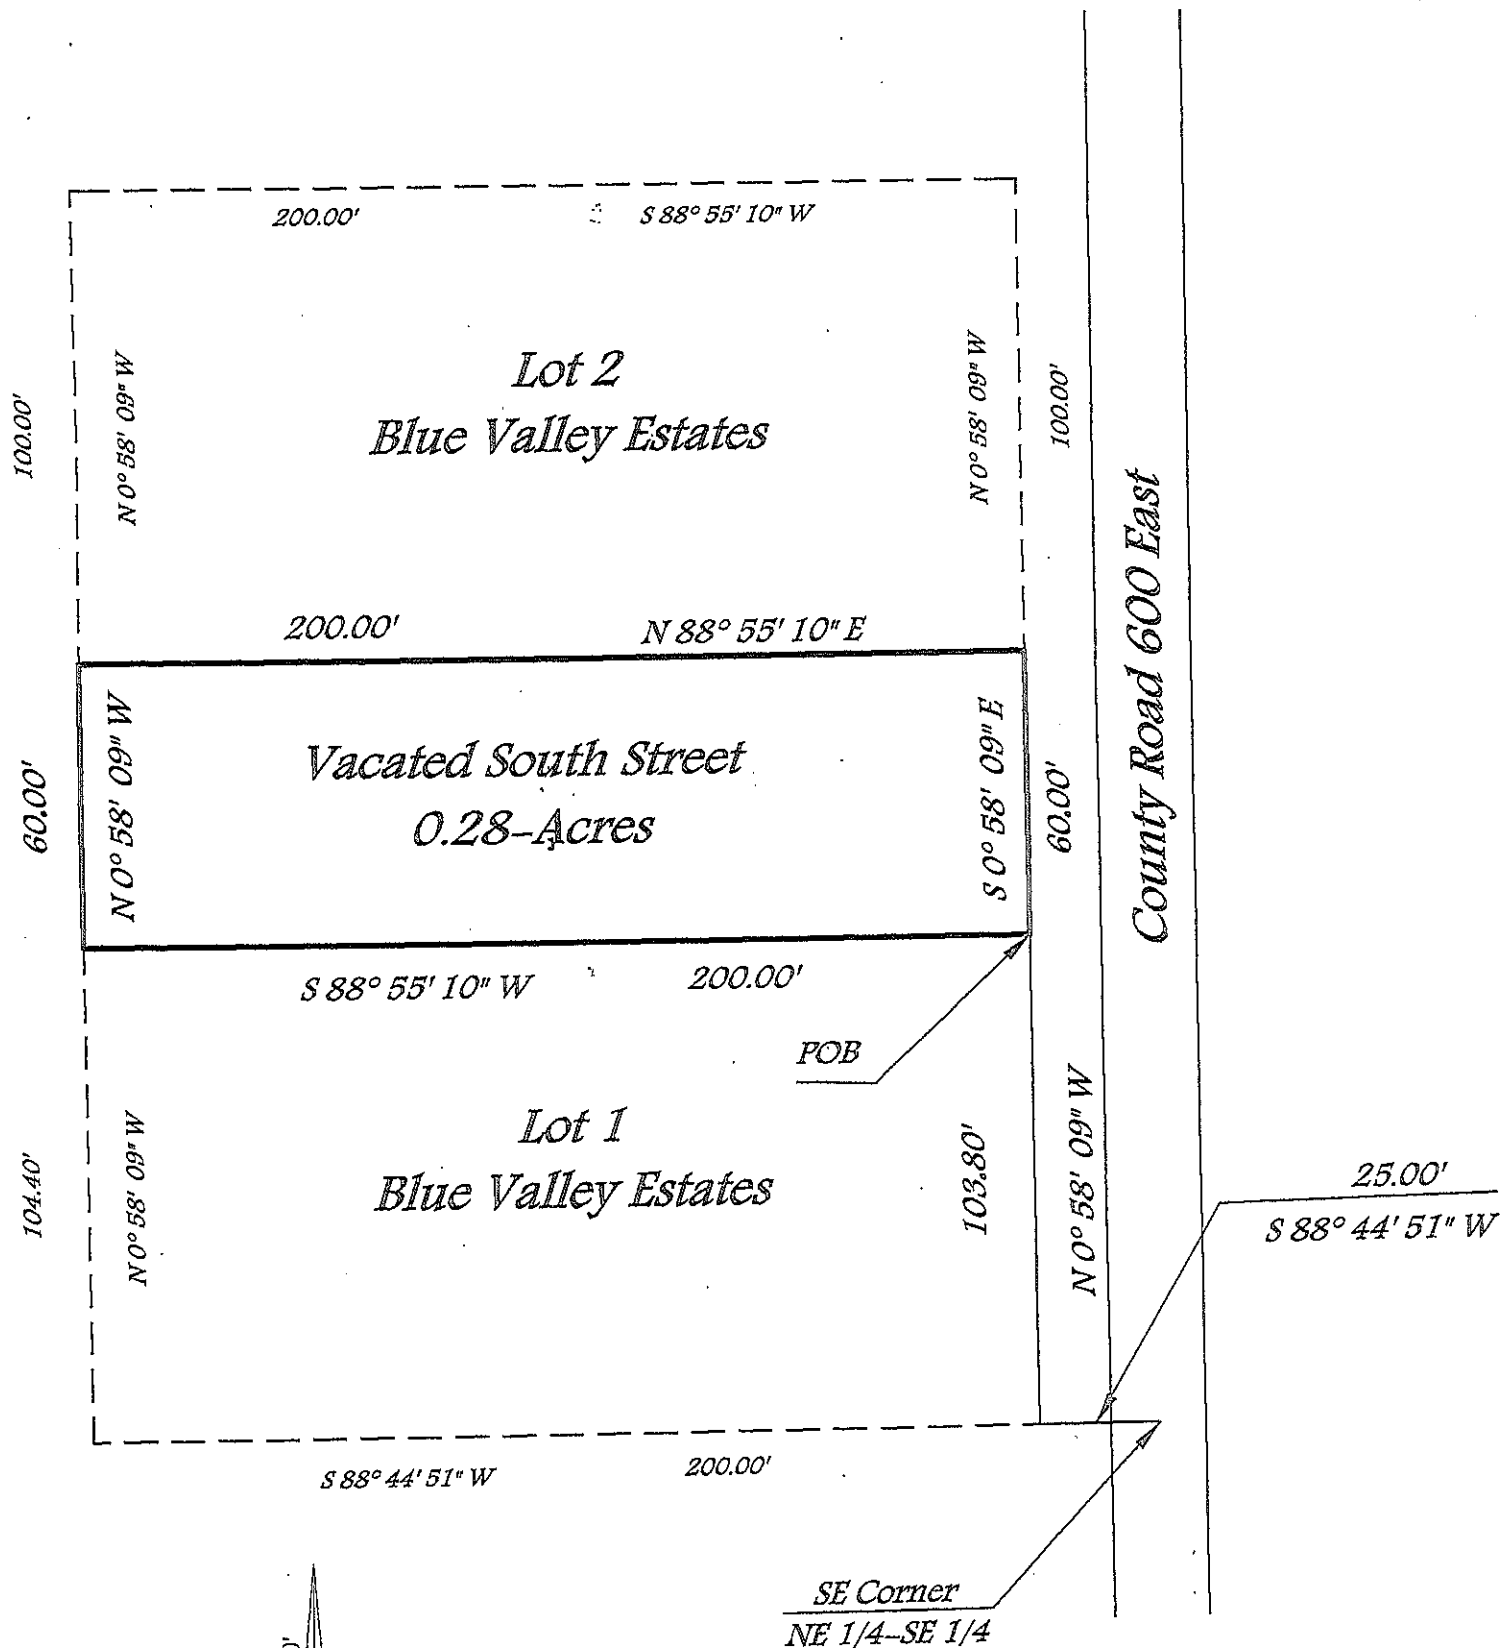 200.00'
S 88° 55' 10" W
100.00'
N 0° 58' 09" W
Lot 2
Blue Valley Estates
N 0° 58' 09" W
100.00'
200.00'
N 88° 55' 10" E
60.00'
N 0° 58' 09" W
Vacated South Street
0.28-Acres
S 0° 58' 09" E
60.00'
County Road 600 East
S 88° 55' 10" W
200.00'
POB
104.40'
N 0° 58' 09" W
Lot 1
Blue Valley Estates
103.80'
N 0° 58' 09" W
25.00'
S 88° 44' 51" W
S 88° 44' 51" W
200.00'
SE Corner
NE 1/4-SE 1/4